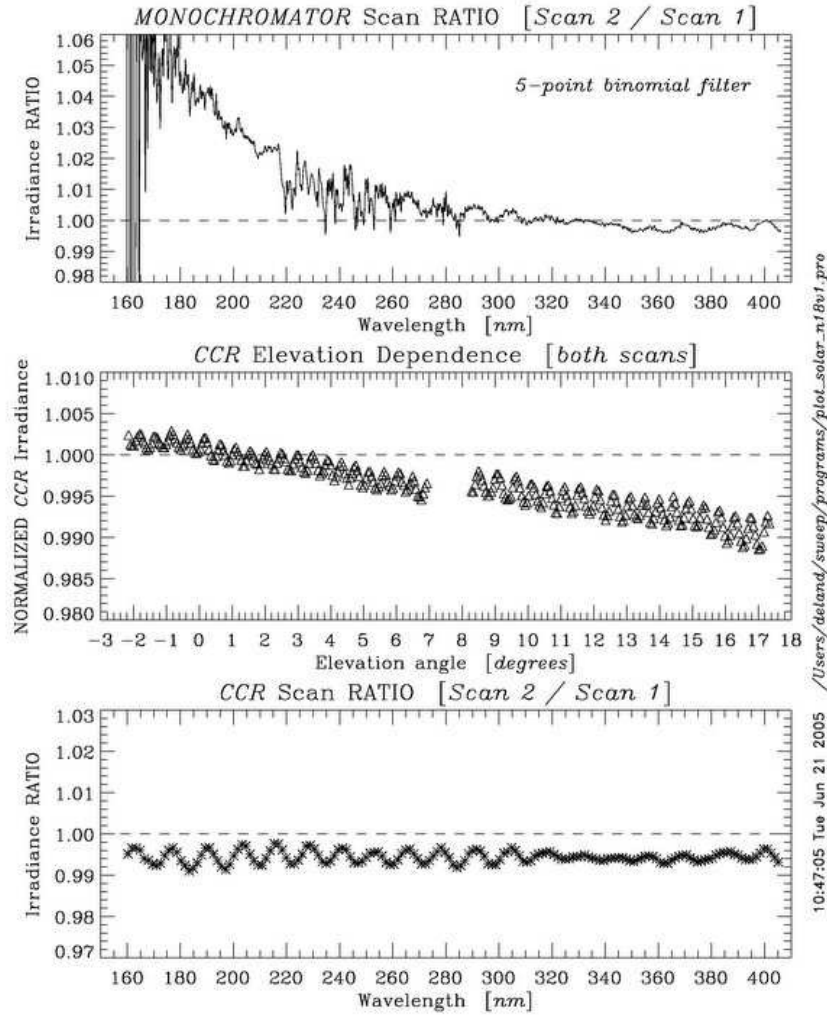 MONOCHROMATOR Scan RATIO [Scan 2 / Scan 1]
5-point binomial filter
Irradiance RATIO
1.06
1.05
1.04
1.03
1.02
1.01
1.00
0.99
0.98
160 180 200 220 240 260 280 300 320 340 360 380 400
Wavelength [nm]
CCR Elevation Dependence [both scans]
NORMALIZED CCR Irradiance
1.010
1.005
1.000
0.995
0.990
0.985
0.980
-3 -2 -1 0 1 2 3 4 5 6 7 8 9 10 11 12 13 14 15 16 17 18
Elevation angle [degrees]
CCR Scan RATIO [Scan 2 / Scan 1]
Irradiance RATIO
1.03
1.02
1.01
1.00
0.99
0.98
0.97
160 180 200 220 240 260 280 300 320 340 360 380 400
Wavelength [nm]
10:47:05 Tue Jun 21 2005 /Users/deland/sweep/programs/plot_solar_n18v1.pro